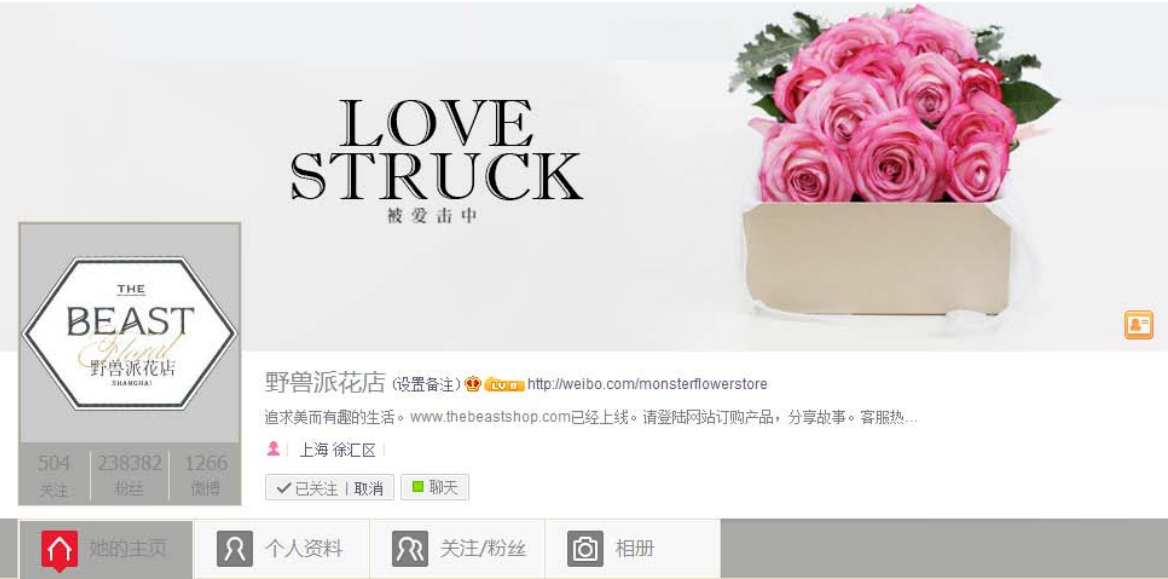 LOVE
STRUCK
被爱击中
THE
BEAST
Floral
野兽派花店
SHANGHAI
野兽派花店 (设置备注) http://weibo.com/monsterflowerstore
追求美而有趣的生活。www.thebeastshop.com已经上线。请登陆网站订购产品，分享故事。客服热...
上海 徐汇区
504 238382 1266
关注 粉丝 微博
已关注 | 取消 聊天
她的主页 个人资料 关注/粉丝 相册